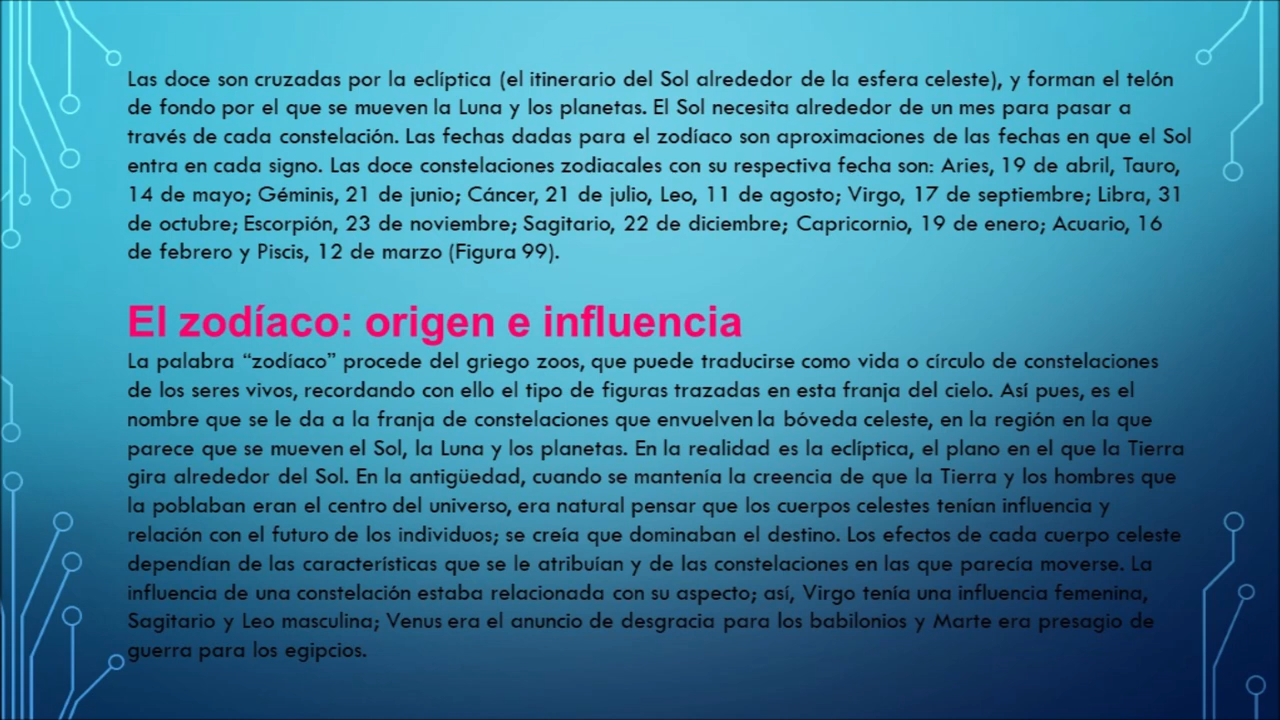 Las doce son cruzadas por la eclíptica (el itinerario del Sol alrededor de la esfera celeste), y forman el telón
de fondo por el que se mueven la Luna y los planetas. El Sol necesita alrededor de un mes para pasar a
través de cada constelación. Las fechas dadas para el zodíaco son aproximaciones de las fechas en que el Sol
entra en cada signo. Las doce constelaciones zodiacales con su respectiva fecha son: Aries, 19 de abril, Tauro,
14 de mayo; Géminis, 21 de junio; Cáncer, 21 de julio, Leo, 11 de agosto; Virgo, 17 de septiembre; Libra, 31
de octubre; Escorpión, 23 de noviembre; Sagitario, 22 de diciembre; Capricornio, 19 de enero; Acuario, 16
de febrero y Piscis, 12 de marzo (Figura 99).
El zodíaco: origen e influencia
La palabra “zodíaco” procede del griego zoos, que puede traducirse como vida o círculo de constelaciones
de los seres vivos, recordando con ello el tipo de figuras trazadas en esta franja del cielo. Así pues, es el
nombre que se le da a la franja de constelaciones que envuelven la bóveda celeste, en la región en la que
parece que se mueven el Sol, la Luna y los planetas. En la realidad es la eclíptica, el plano en el que la Tierra
gira alrededor del Sol. En la antigüedad, cuando se mantenía la creencia de que la Tierra y los hombres que
la poblaban eran el centro del universo, era natural pensar que los cuerpos celestes tenían influencia y
relación con el futuro de los individuos; se creía que dominaban el destino. Los efectos de cada cuerpo celeste
dependían de las características que se le atribuían y de las constelaciones en las que parecía moverse. La
influencia de una constelación estaba relacionada con su aspecto; así, Virgo tenía una influencia femenina,
Sagitario y Leo masculina; Venus era el anuncio de desgracia para los babilonios y Marte era presagio de
guerra para los egipcios.